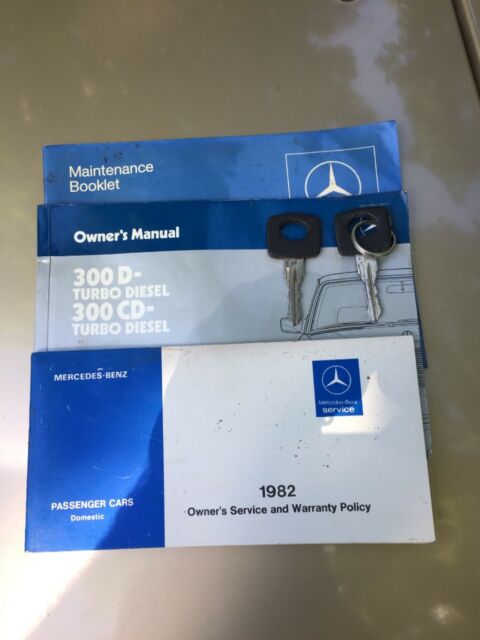 Maintenance
Booklet
Owner's Manual
300 D-
TURBO DIESEL
300 CD-
TURBO DIESEL
MERCEDES-BENZ
Mercedes-Benz
service
1982
Owner's Service and Warranty Policy
PASSENGER CARS
Domestic